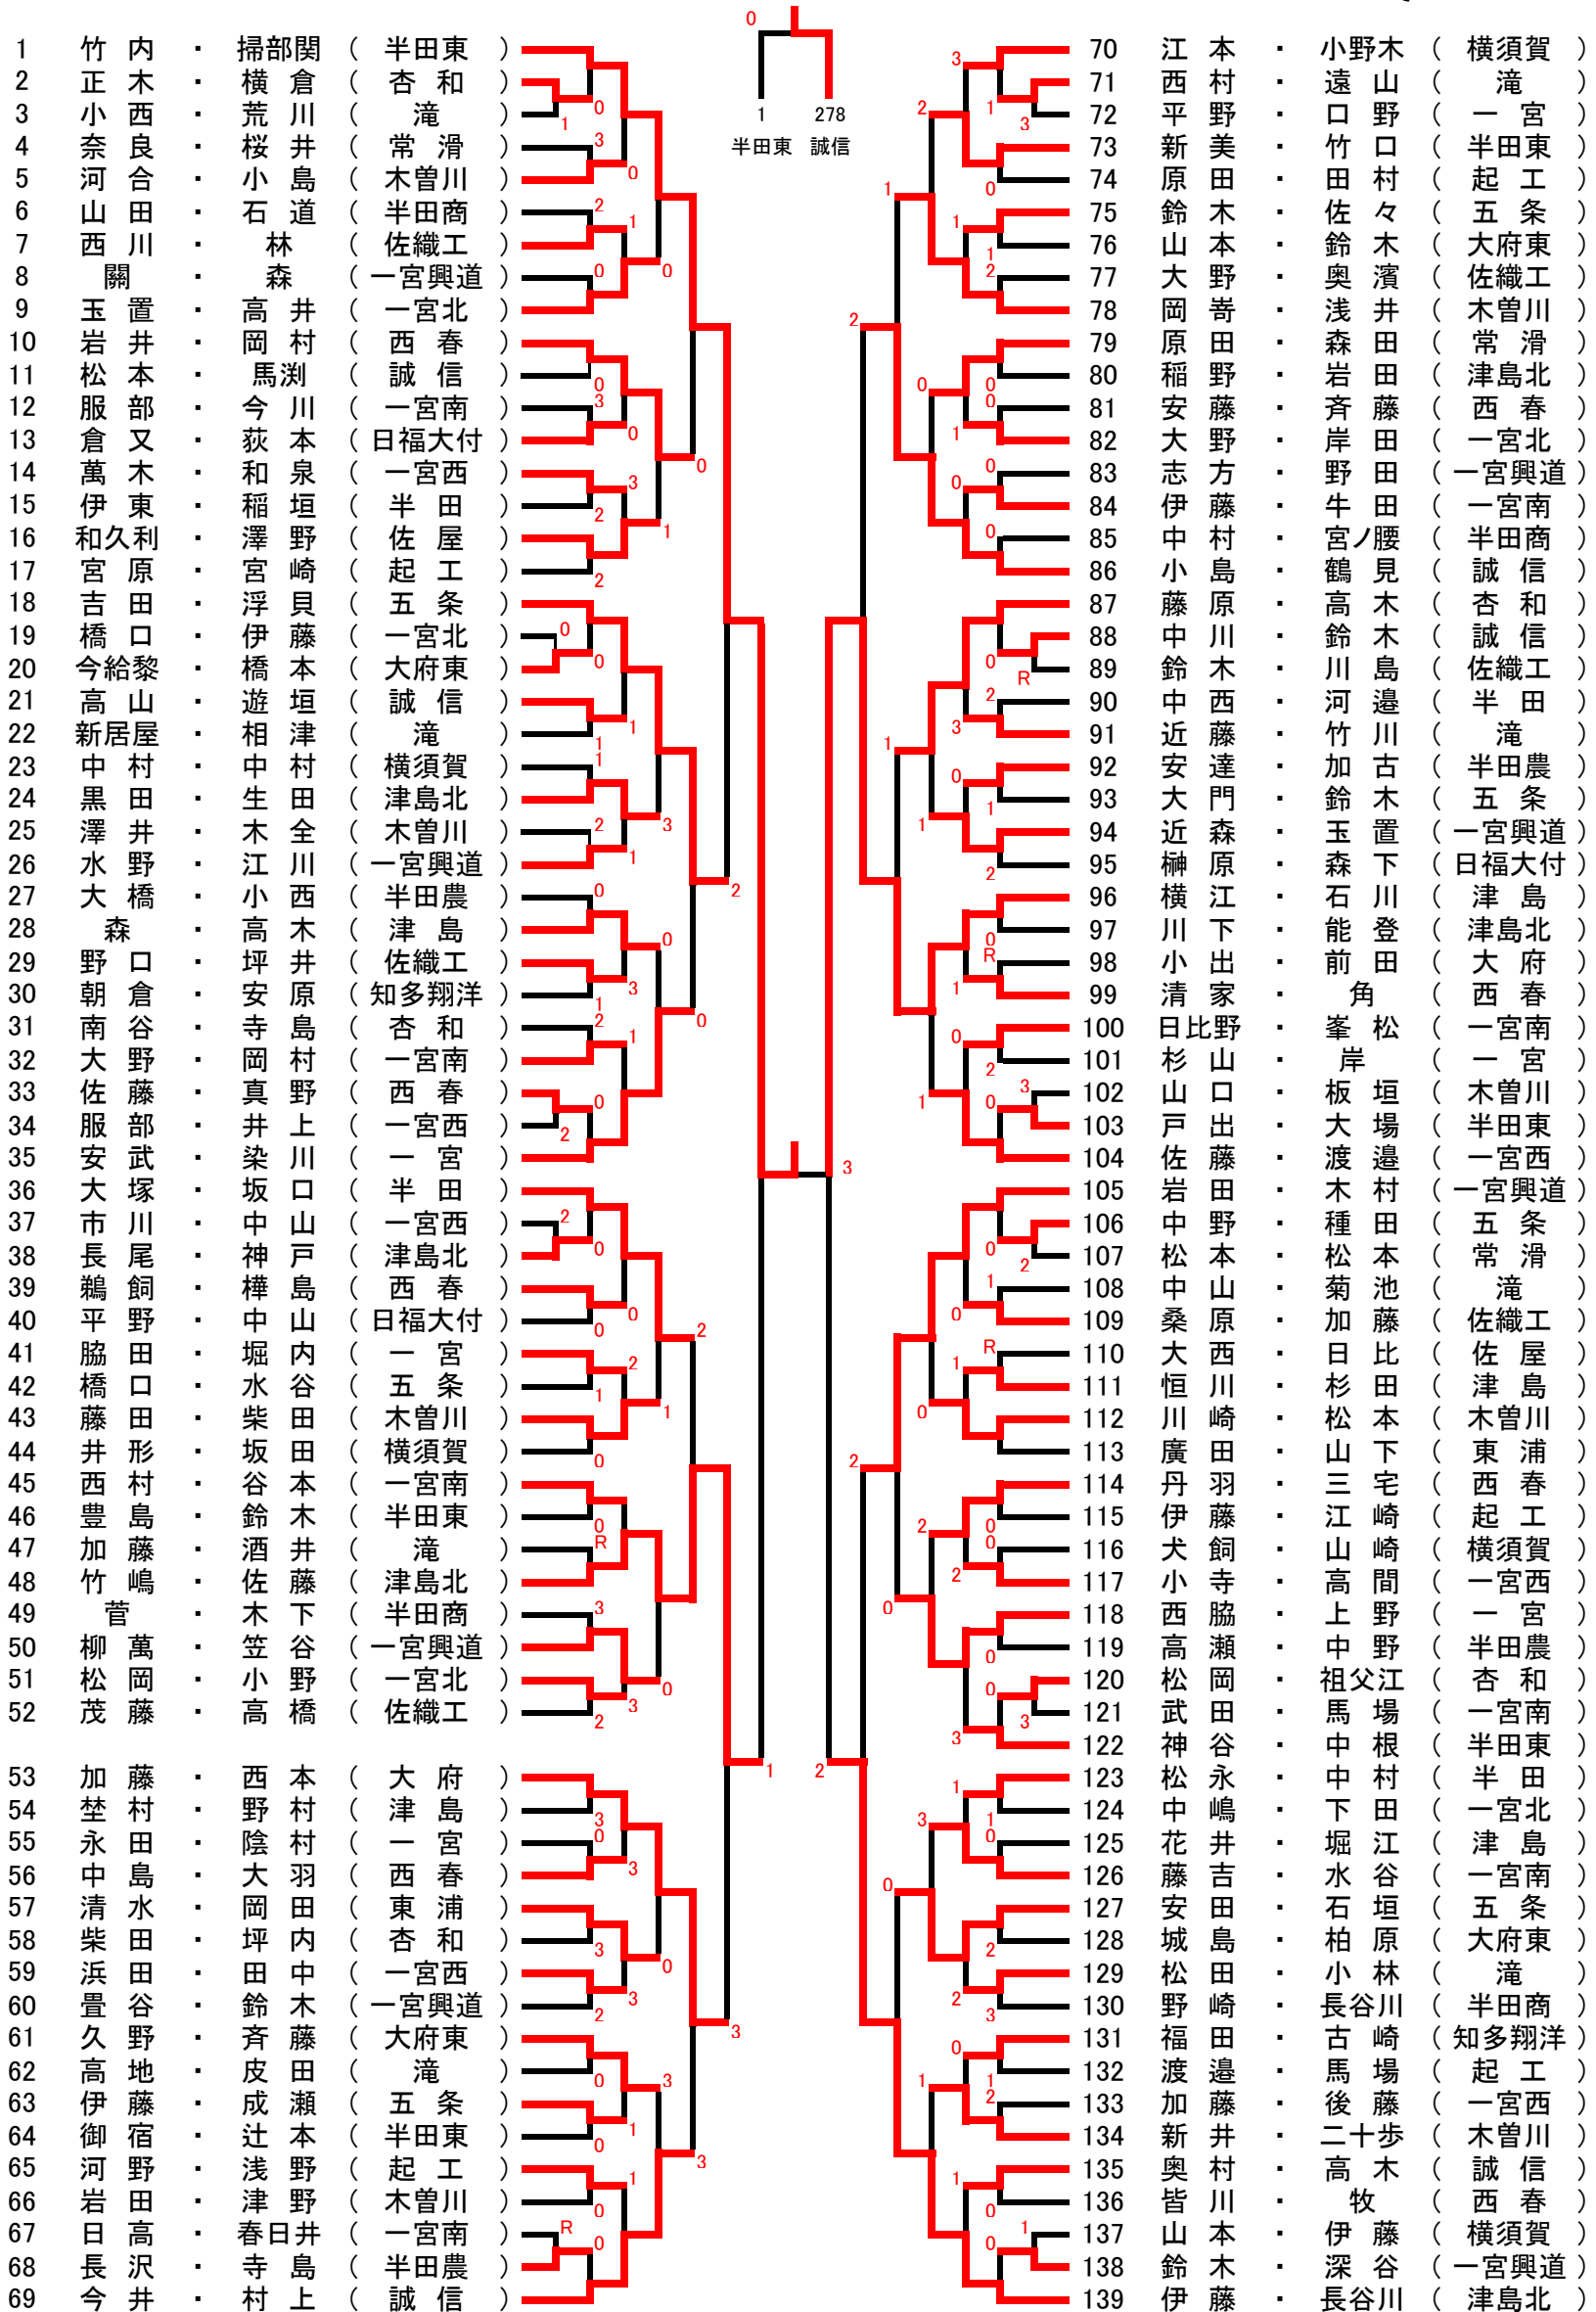 0
1 278
半田東 誠信
1 竹内・掃部関(半田東)
2 正木・横倉(杏和)
3 小西・荒川(滝)
4 奈良・桜井(常滑)
5 河合・小島(木曽川)
6 山田・石道(半田商)
7 西川・林(佐織工)
8 關・森(一宮興道)
9 玉置・高井(一宮北)
10 岩井・岡村(西春)
11 松本・馬渕(誠信)
12 服部・今川(一宮南)
13 倉又・荻本(日福大付)
14 萬木・和泉(一宮西)
15 伊東・稲垣(半田)
16 和久利・澤野(佐屋)
17 宮原・宮崎(起工)
18 吉田・浮貝(五条)
19 橋口・伊藤(一宮北)
20 今給黎・橋本(大府東)
21 高山・遊垣(誠信)
22 新居屋・相津(滝)
23 中村・中村(横須賀)
24 黒田・生田(津島北)
25 澤井・木全(木曽川)
26 水野・江川(一宮興道)
27 大橋・小西(半田農)
28 森・高木(津島)
29 野口・坪井(佐織工)
30 朝倉・安原(知多翔洋)
31 南谷・寺島(杏和)
32 大野・岡村(一宮南)
33 佐藤・真野(西春)
34 服部・井上(一宮西)
35 安武・染川(一宮)
36 大塚・坂口(半田)
37 市川・中山(一宮西)
38 長尾・神戸(津島北)
39 鵜飼・樺島(西春)
40 平野・中山(日福大付)
41 脇田・堀内(一宮)
42 橋口・水谷(五条)
43 藤田・柴田(木曽川)
44 井形・坂田(横須賀)
45 西村・谷本(一宮南)
46 豊島・鈴木(半田東)
47 加藤・酒井(滝)
48 竹嶋・佐藤(津島北)
49 菅・木下(半田商)
50 柳萬・笠谷(一宮興道)
51 松岡・小野(一宮北)
52 茂藤・高橋(佐織工)
53 加藤・西本(大府)
54 埜村・野村(津島)
55 永田・陰村(一宮)
56 中島・大羽(西春)
57 清水・岡田(東浦)
58 柴田・坪内(杏和)
59 浜田・田中(一宮西)
60 畳谷・鈴木(一宮興道)
61 久野・斉藤(大府東)
62 高地・皮田(滝)
63 伊藤・成瀬(五条)
64 御宿・辻本(半田東)
65 河野・浅野(起工)
66 岩田・津野(木曽川)
67 日高・春日井(一宮南)
68 長沢・寺島(半田農)
69 今井・村上(誠信)
70 江本・小野木(横須賀)
71 西村・遠山(滝)
72 平野・口野(一宮)
73 新美・竹口(半田東)
74 原田・田村(起工)
75 鈴木・佐々(五条)
76 山本・鈴木(大府東)
77 大野・奥濱(佐織工)
78 岡嵜・浅井(木曽川)
79 原田・森田(常滑)
80 稲野・岩田(津島北)
81 安藤・斉藤(西春)
82 大野・岸田(一宮北)
83 志方・野田(一宮興道)
84 伊藤・牛田(一宮南)
85 中村・宮ノ腰(半田商)
86 小島・鶴見(誠信)
87 藤原・高木(杏和)
88 中川・鈴木(誠信)
89 鈴木・川島(佐織工)
90 中西・河邉(半田)
91 近藤・竹川(滝)
92 安達・加古(半田農)
93 大門・鈴木(五条)
94 近森・玉置(一宮興道)
95 榊原・森下(日福大付)
96 横江・石川(津島)
97 川下・能登(津島北)
98 小出・前田(大府)
99 清家・角(西春)
100 日比野・峯松(一宮南)
101 杉山・岸(一宮)
102 山口・板垣(木曽川)
103 戸出・大場(半田東)
104 佐藤・渡邉(一宮西)
105 岩田・木村(一宮興道)
106 中野・種田(五条)
107 松本・松本(常滑)
108 中山・菊池(滝)
109 桑原・加藤(佐織工)
110 大西・日比(佐屋)
111 恒川・杉田(津島)
112 川崎・松本(木曽川)
113 廣田・山下(東浦)
114 丹羽・三宅(西春)
115 伊藤・江崎(起工)
116 犬飼・山崎(横須賀)
117 小寺・高間(一宮西)
118 西脇・上野(一宮)
119 高瀬・中野(半田農)
120 松岡・祖父江(杏和)
121 武田・馬場(一宮南)
122 神谷・中根(半田東)
123 松永・中村(半田)
124 中嶋・下田(一宮北)
125 花井・堀江(津島)
126 藤吉・水谷(一宮南)
127 安田・石垣(五条)
128 城島・柏原(大府東)
129 松田・小林(滝)
130 野崎・長谷川(半田商)
131 福田・古崎(知多翔洋)
132 渡邉・馬場(起工)
133 加藤・後藤(一宮西)
134 新井・二十歩(木曽川)
135 奥村・高木(誠信)
136 皆川・牧(西春)
137 山本・伊藤(横須賀)
138 鈴木・深谷(一宮興道)
139 伊藤・長谷川(津島北)